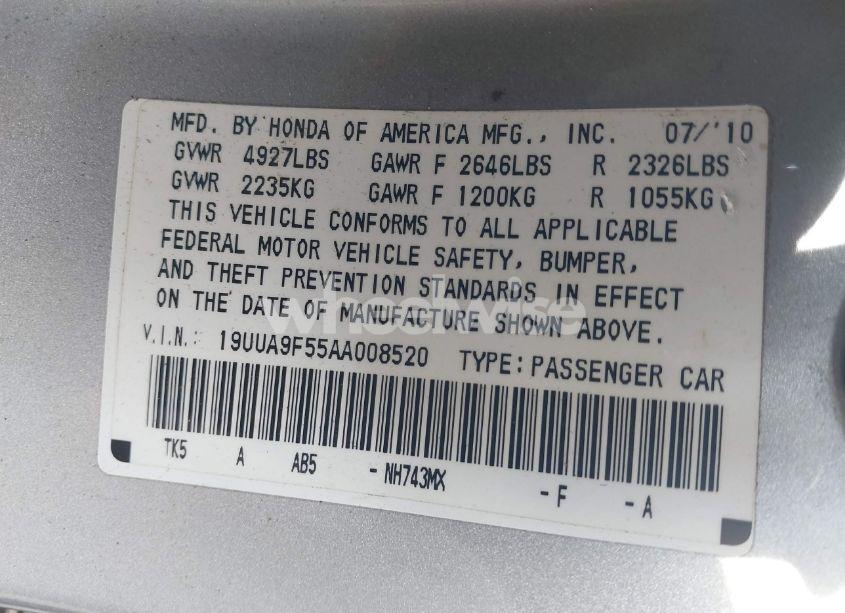 MFD. BY HONDA OF AMERICA MFG., INC. 07/'10
GVWR 4927LBS GAWR F 2646LBS R 2326LBS
GVWR 2235KG GAWR F 1200KG R 1055KG
THIS VEHICLE CONFORMS TO ALL APPLICABLE
FEDERAL MOTOR VEHICLE SAFETY, BUMPER,
AND THEFT PREVENTION STANDARDS IN EFFECT
ON THE DATE OF MANUFACTURE SHOWN ABOVE.
wheelwise
V.I.N.: 19UUA9F55AA008520 TYPE: PASSENGER CAR
TK5 A AB5 -NH743MX -F -A